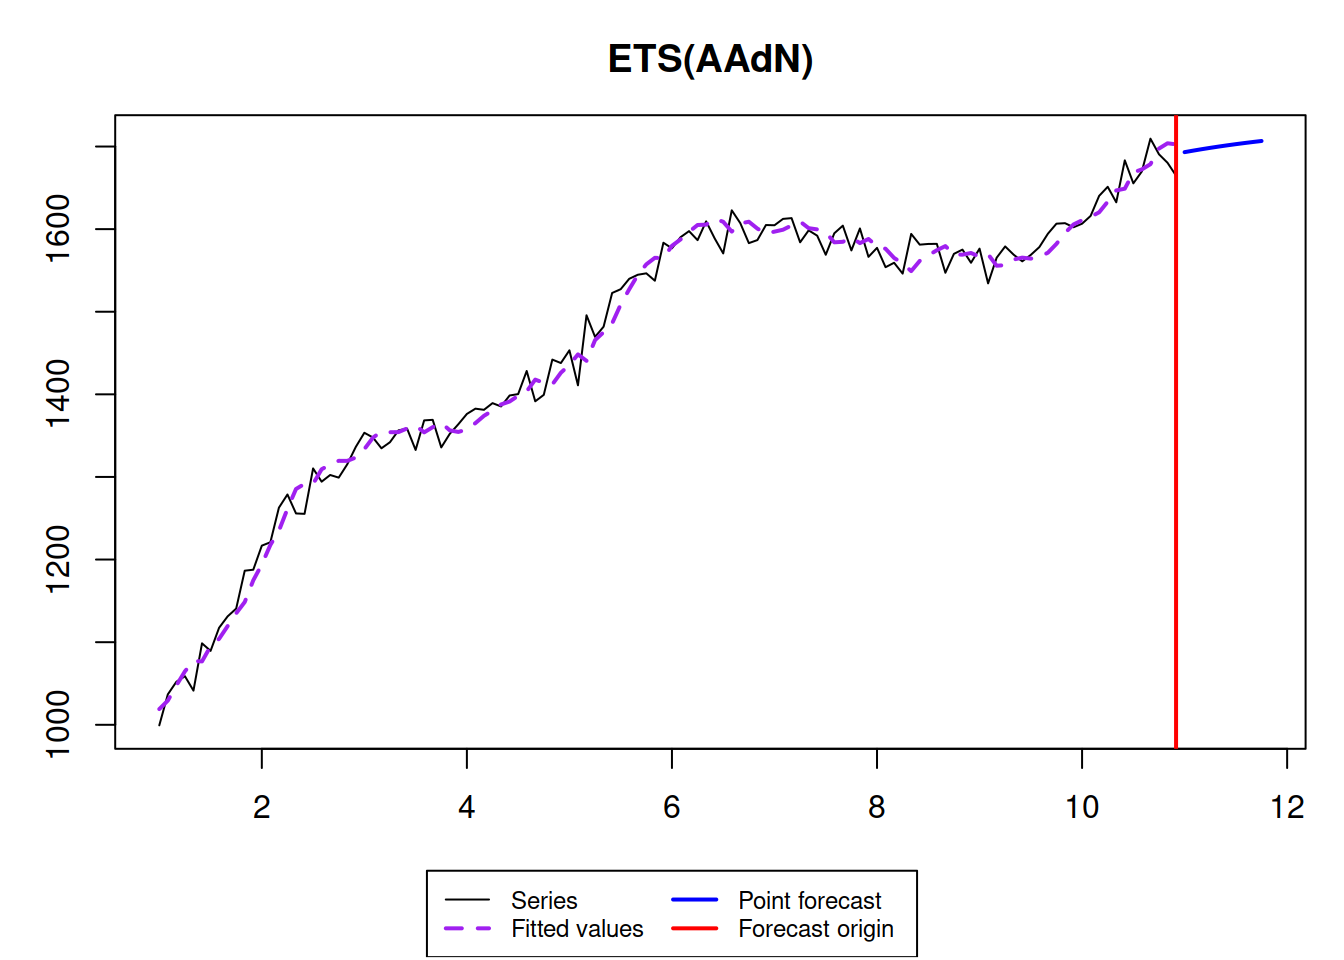 ETS(AAdN)
1600
1400
1200
1000
2 4 6 8 10 12
Series Point forecast
Fitted values Forecast origin